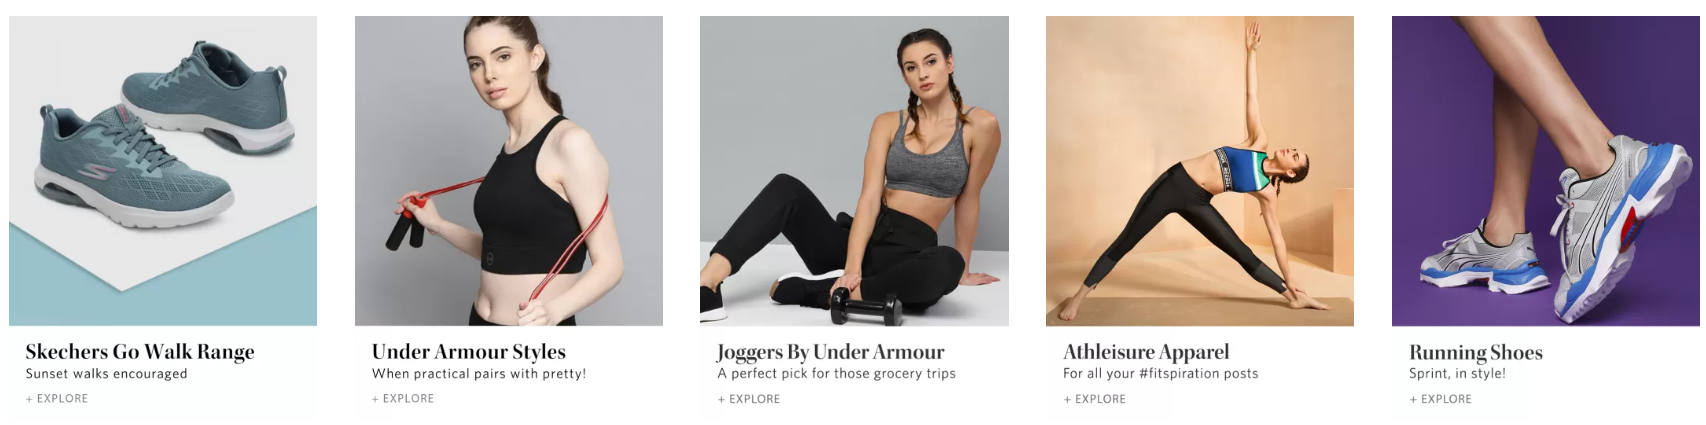 Skechers Go Walk Range
Sunset walks encouraged
+ EXPLORE
Under Armour Styles
When practical pairs with pretty!
+ EXPLORE
Joggers By Under Armour
A perfect pick for those grocery trips
+ EXPLORE
Athleisure Apparel
For all your #fitspiration posts
+ EXPLORE
Running Shoes
Sprint, in style!
+ EXPLORE